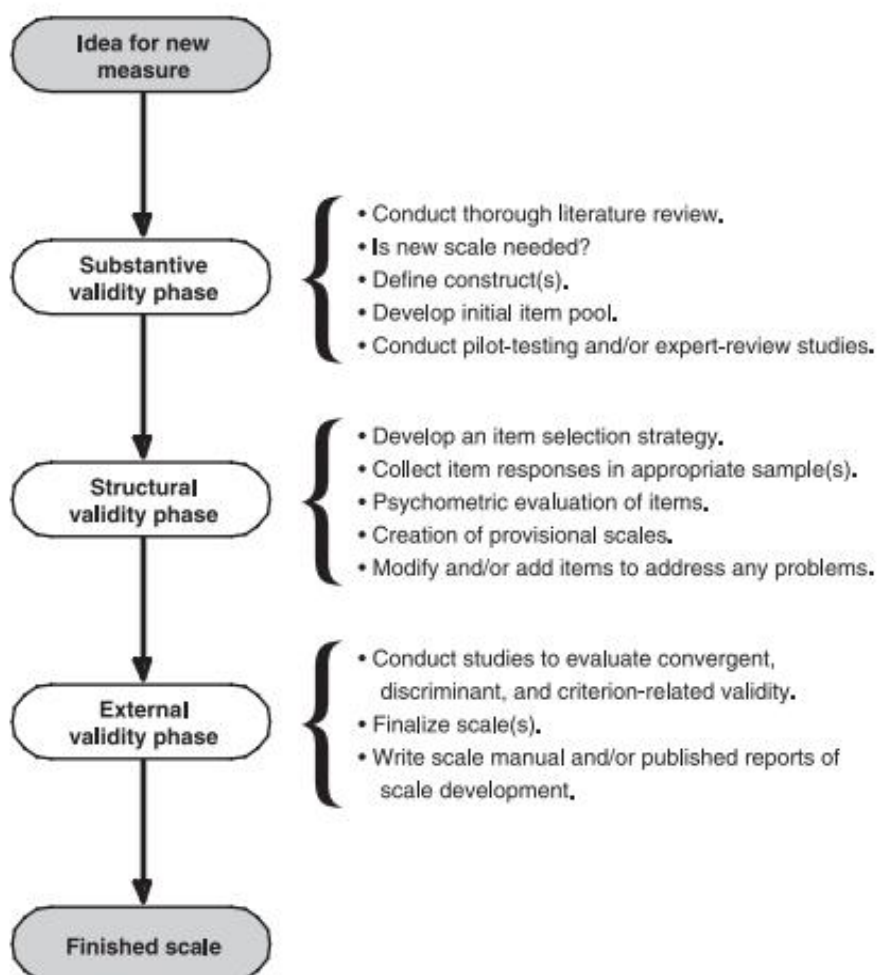 Idea for new
measure
Substantive
validity phase
• Conduct thorough literature review.
• Is new scale needed?
• Define construct(s).
• Develop initial item pool.
• Conduct pilot-testing and/or expert-review studies.
Structural
validity phase
• Develop an item selection strategy.
• Collect item responses in appropriate sample(s).
• Psychometric evaluation of items.
• Creation of provisional scales.
• Modify and/or add items to address any problems.
External
validity phase
• Conduct studies to evaluate convergent,
discriminant, and criterion-related validity.
• Finalize scale(s).
• Write scale manual and/or published reports of
scale development.
Finished scale